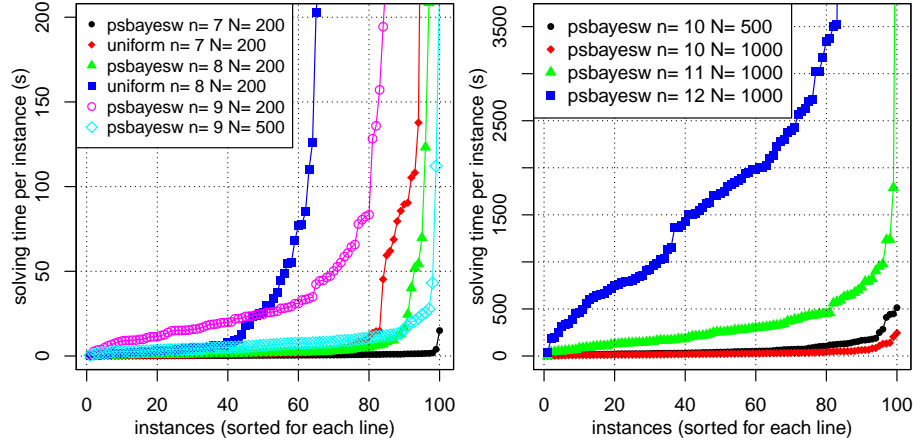 psbayesw n= 7 N= 200
uniform n= 7 N= 200
psbayesw n= 8 N= 200
uniform n= 8 N= 200
psbayesw n= 9 N= 200
psbayesw n= 9 N= 500
solving time per instance (s)
200
150
100
50
0
0 20 40 60 80 100
instances (sorted for each line)
psbayesw n= 10 N= 500
psbayesw n= 10 N= 1000
psbayesw n= 11 N= 1000
psbayesw n= 12 N= 1000
solving time per instance (s)
3500
2500
1500
500
0
0 20 40 60 80 100
instances (sorted for each line)